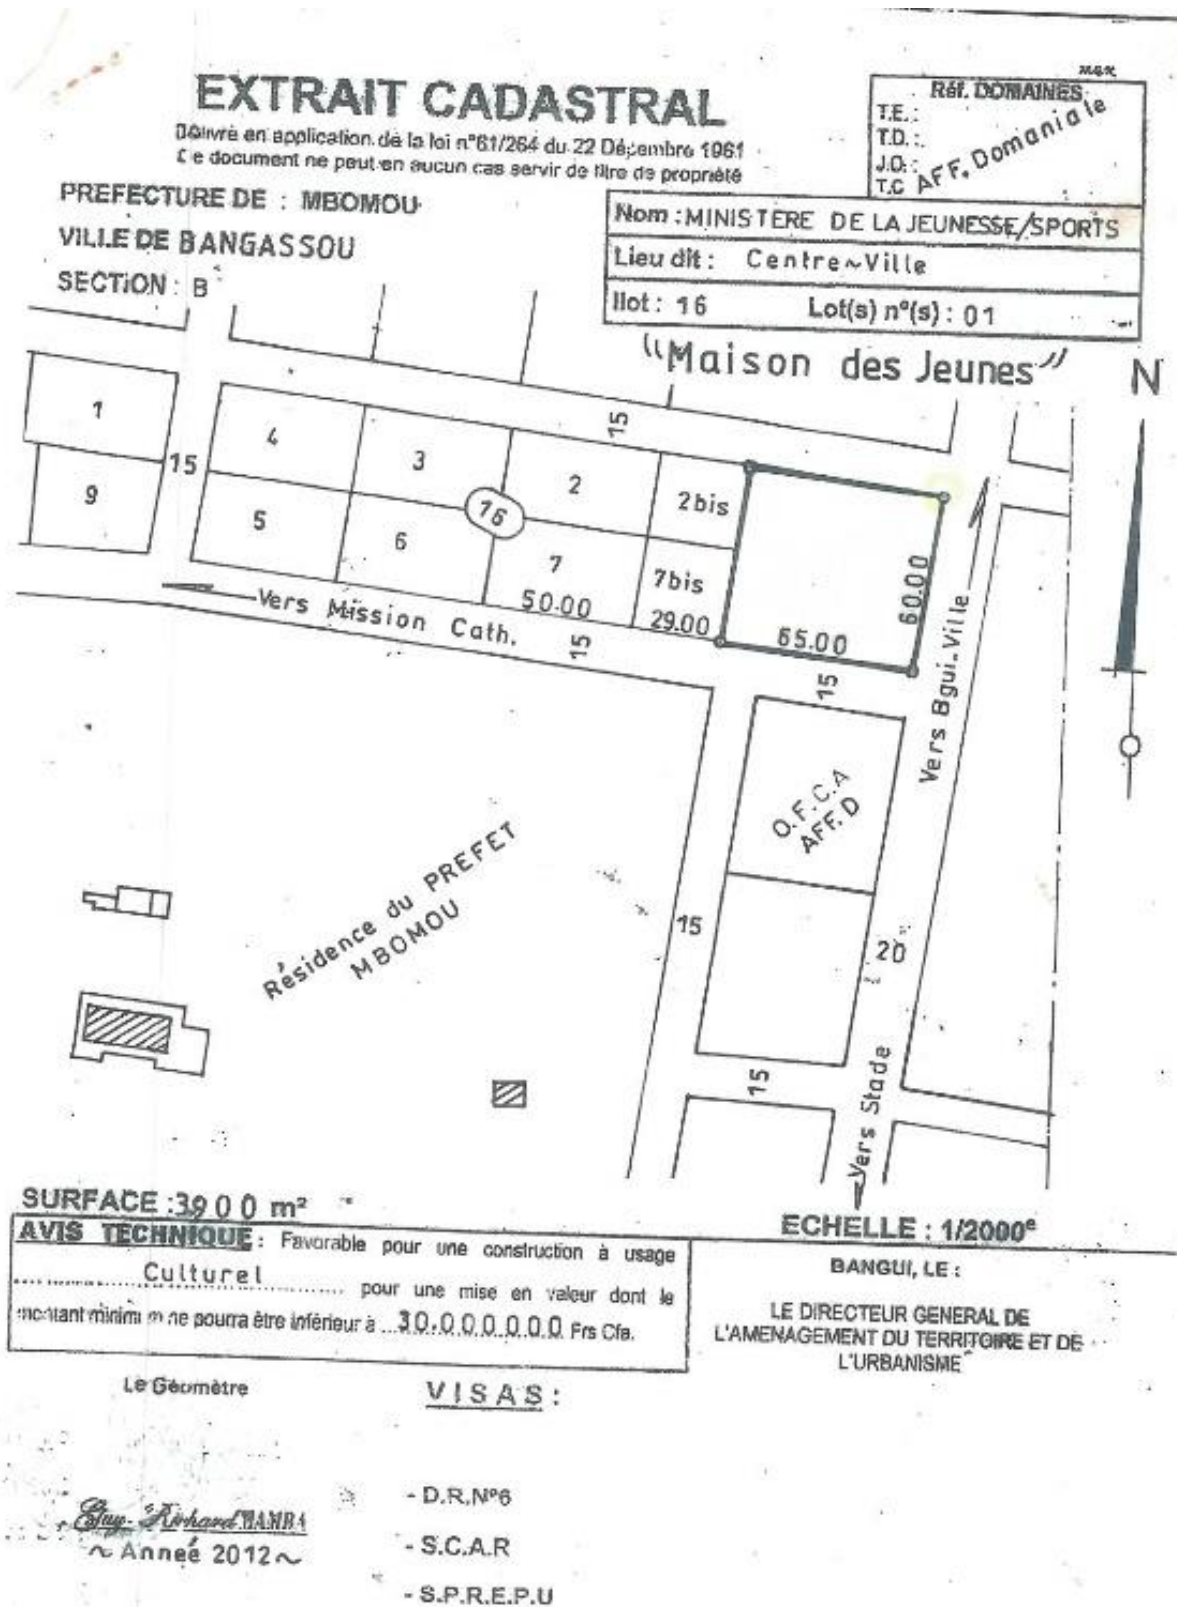 EXTRAIT CADASTRAL
Délivré en application de la loi n°61/264 du 22 Décembre 1961
Ce document ne peut en aucun cas servir de titre de propriété
Réf. DOMAINES
T.E. :
T.D. :
J.O. :
T.C
AFF. Domaniale
PREFECTURE DE : MBOMOU
VILLE DE BANGASSOU
SECTION : B
Nom : MINISTERE DE LA JEUNESSE/SPORTS
Lieu dit : Centre~Ville
Ilot : 16 Lot(s) n°(s) : 01
"Maison des Jeunes"
N
1
4
3
2
2bis
15
15
9
5
6
16
7
7bis
50.00
29.00
65.00
60.00
Vers Mission Cath.
15
15
Vers Bgui-Ville
O.F.C.A
AFF. D
Résidence du PREFET
MBOMOU
15
20
15
Vers Stade
SURFACE : 3900 m²
ECHELLE : 1/2000e
AVIS TECHNIQUE : Favorable pour une construction à usage
Culturel pour une mise en valeur dont le
montant minimum ne pourra être inférieur à 30.000.000 Frs Cfa.
BANGUI, LE :
LE DIRECTEUR GENERAL DE
L'AMENAGEMENT DU TERRITOIRE ET DE
L'URBANISME
Le Géomètre
VISAS :
Guy-Richard MAMBA
~ Anneé 2012 ~
- D.R.N°6
- S.C.A.R
- S.P.R.E.P.U